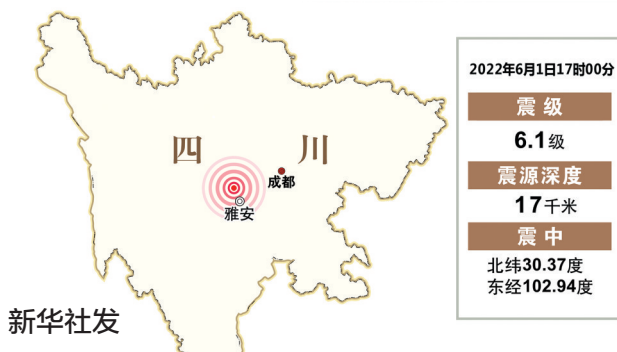 四川
成都
雅安
新华社发
2022年6月1日17时00分
震级
6.1级
震源深度
17千米
震中
北纬30.37度
东经102.94度